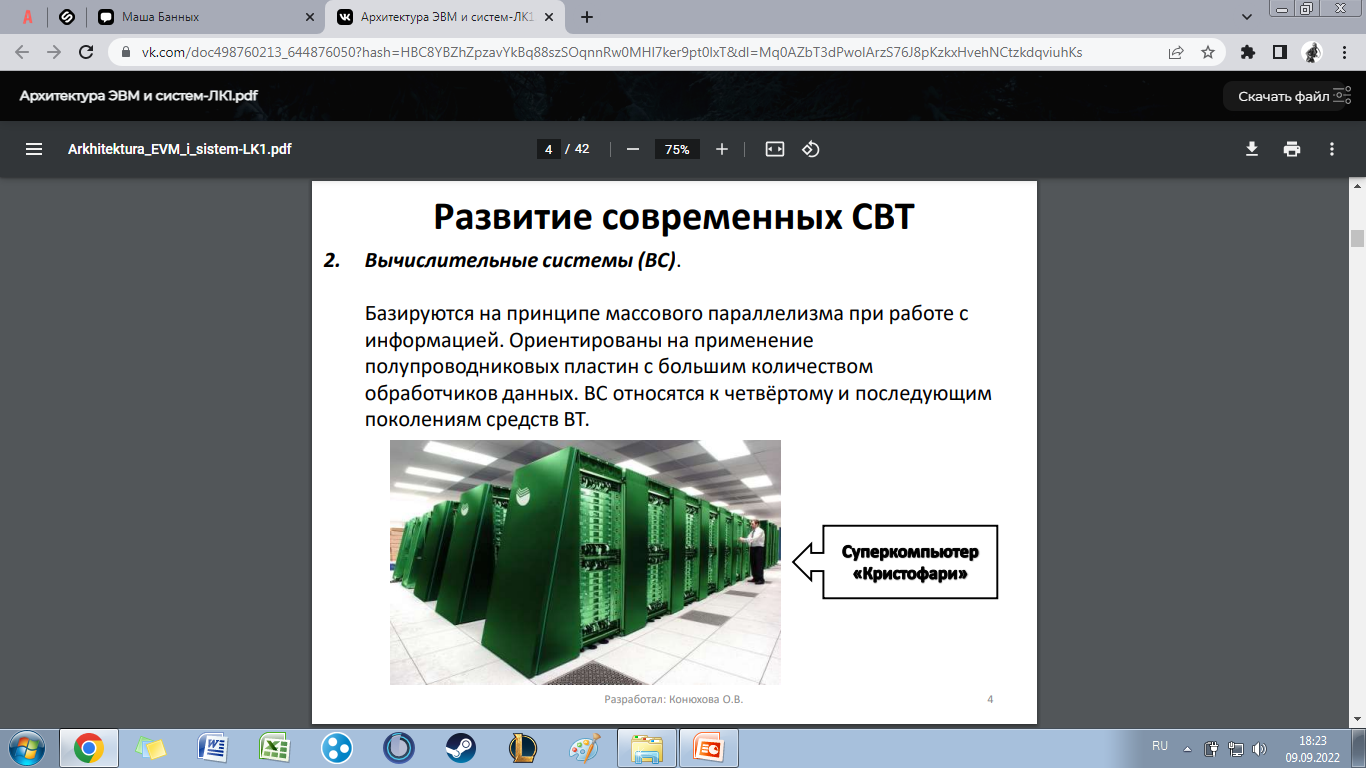 Маша Банных
Архитектура ЭВМ и систем-ЛК1
vk.com/doc498760213_644876050?hash=HBC8YBZhZpzavYkBq88szSOqnnRw0MHI7ker9pt0lxT&dl=Mq0AZbT3dPwoIArzS76J8pKzkxHvehNCtzkdqviuhKs
Архитектура ЭВМ и систем-ЛК1.pdf
Скачать файл
Arkhitektura_EVM_i_sistem-LK1.pdf
4 / 42
75%
Развитие современных СВТ
2. Вычислительные системы (ВС).
Базируются на принципе массового параллелизма при работе с
информацией. Ориентированы на применение
полупроводниковых пластин с большим количеством
обработчиков данных. ВС относятся к четвёртому и последующим
поколениям средств ВТ.
Суперкомпьютер
«Кристофари»
Разработал: Конюхова О.В.
4
RU
18:23
09.09.2022